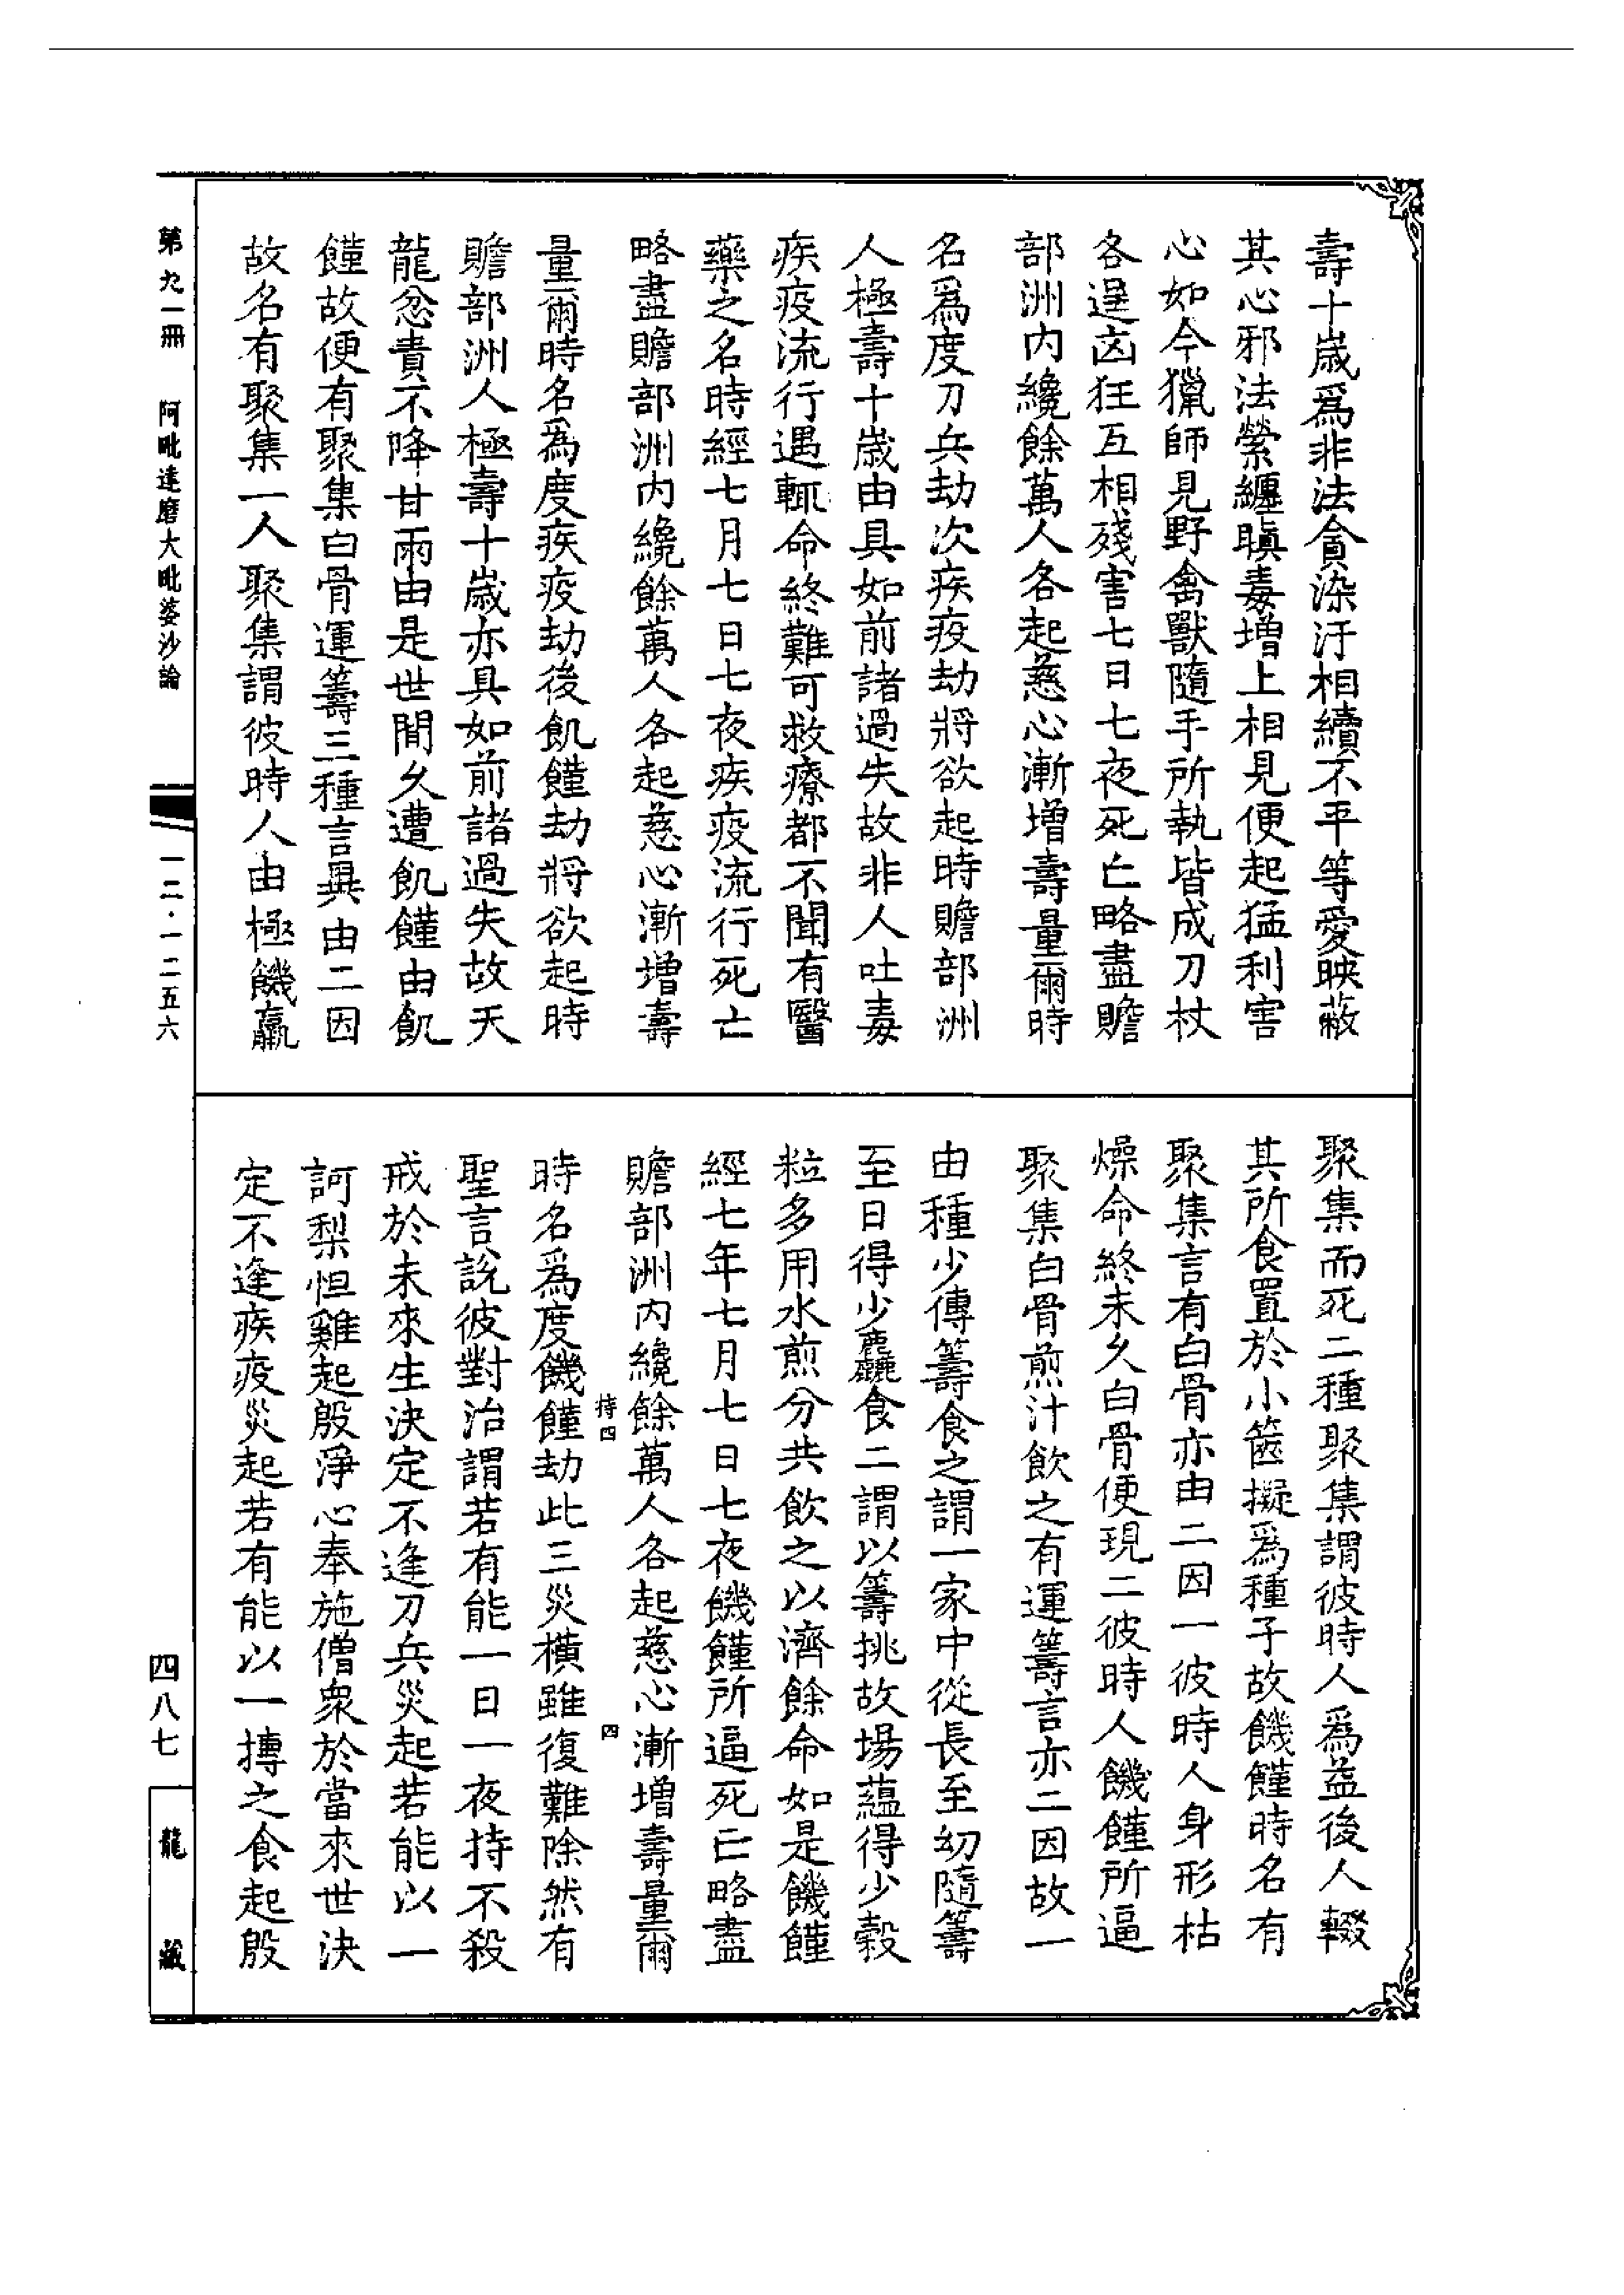 壽十歲爲非法貪染汙相續不平等愛映蔽
其心邪法縈纏瞋毒增上相見便起猛利害
心如今獵師見野禽獸隨手所執皆成刀杖
各逞凶狂互相殘害七日七夜死亡略盡贍
部洲内纔餘萬人各起慈心漸增壽量爾時
名爲度刀兵劫次疾疫劫將欲起時贍部洲
人極壽十歲由具如前諸過失故非人吐毒
疾疫流行遇輒命終難可救療都不聞有醫
藥之名時經七月七日七夜疾疫流行死亡
略盡贍部洲内纔餘萬人各起慈心漸增壽
量爾時名為度疾疫劫後飢饉劫將欲起時
贍部洲人極壽十歲亦具如前諸過失故天
龍忿責不降甘雨由是世間久遭飢饉由飢
饉故便有聚集白骨運籌三種言異由二因
故名有聚集一人聚集謂彼時人由極饑羸
聚集而死二種聚集謂彼時人爲益後人輟
其所食置於小篋擬爲種子故饑饉時名有
聚集言有白骨亦由二因一彼時人身形枯
燥命終未久白骨便現二彼時人饑饉所逼
聚集白骨煎汁飲之有運籌言亦二因故一
由種少傳籌食之謂一家中從長至幼隨籌
至日得少麤食二謂以籌挑故場蘊得少穀
粒多用水煎分共飲之以濟餘命如是饑饉
經七年七月七日七夜饑饉所逼死亡略盡
贍部洲内纔餘萬人各起慈心漸增壽量爾
持四
四
時名爲度饑饉劫此三災橫雖復難除然有
聖言說彼對治謂若有能一日一夜持不殺
戒於未來生決定不逢刀兵災起若能以一
訶梨怛雞起殷淨心奉施僧衆於當來世決
定不逢疾疫災起若有能以一摶之食起殷
第九一冊
阿毗達磨大毗婆沙論
一二·一二五六
四八七
龍藏